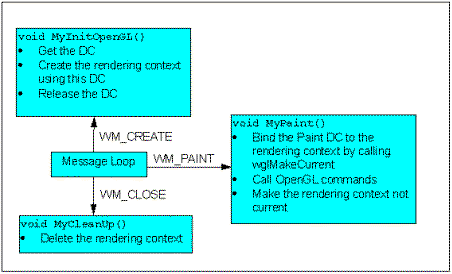 void MyInitOpenGL()
• Get the DC
• Create the rendering context
using this DC
• Release the DC
WM_CREATE
Message Loop
WM_PAINT
void MyPaint()
• Bind the Paint DC to the
rendering context by calling
wglMakeCurrent
• Call OpenGL commands
• Make the rendering context not
current
WM_CLOSE
void MyCleanUp()
• Delete the rendering context